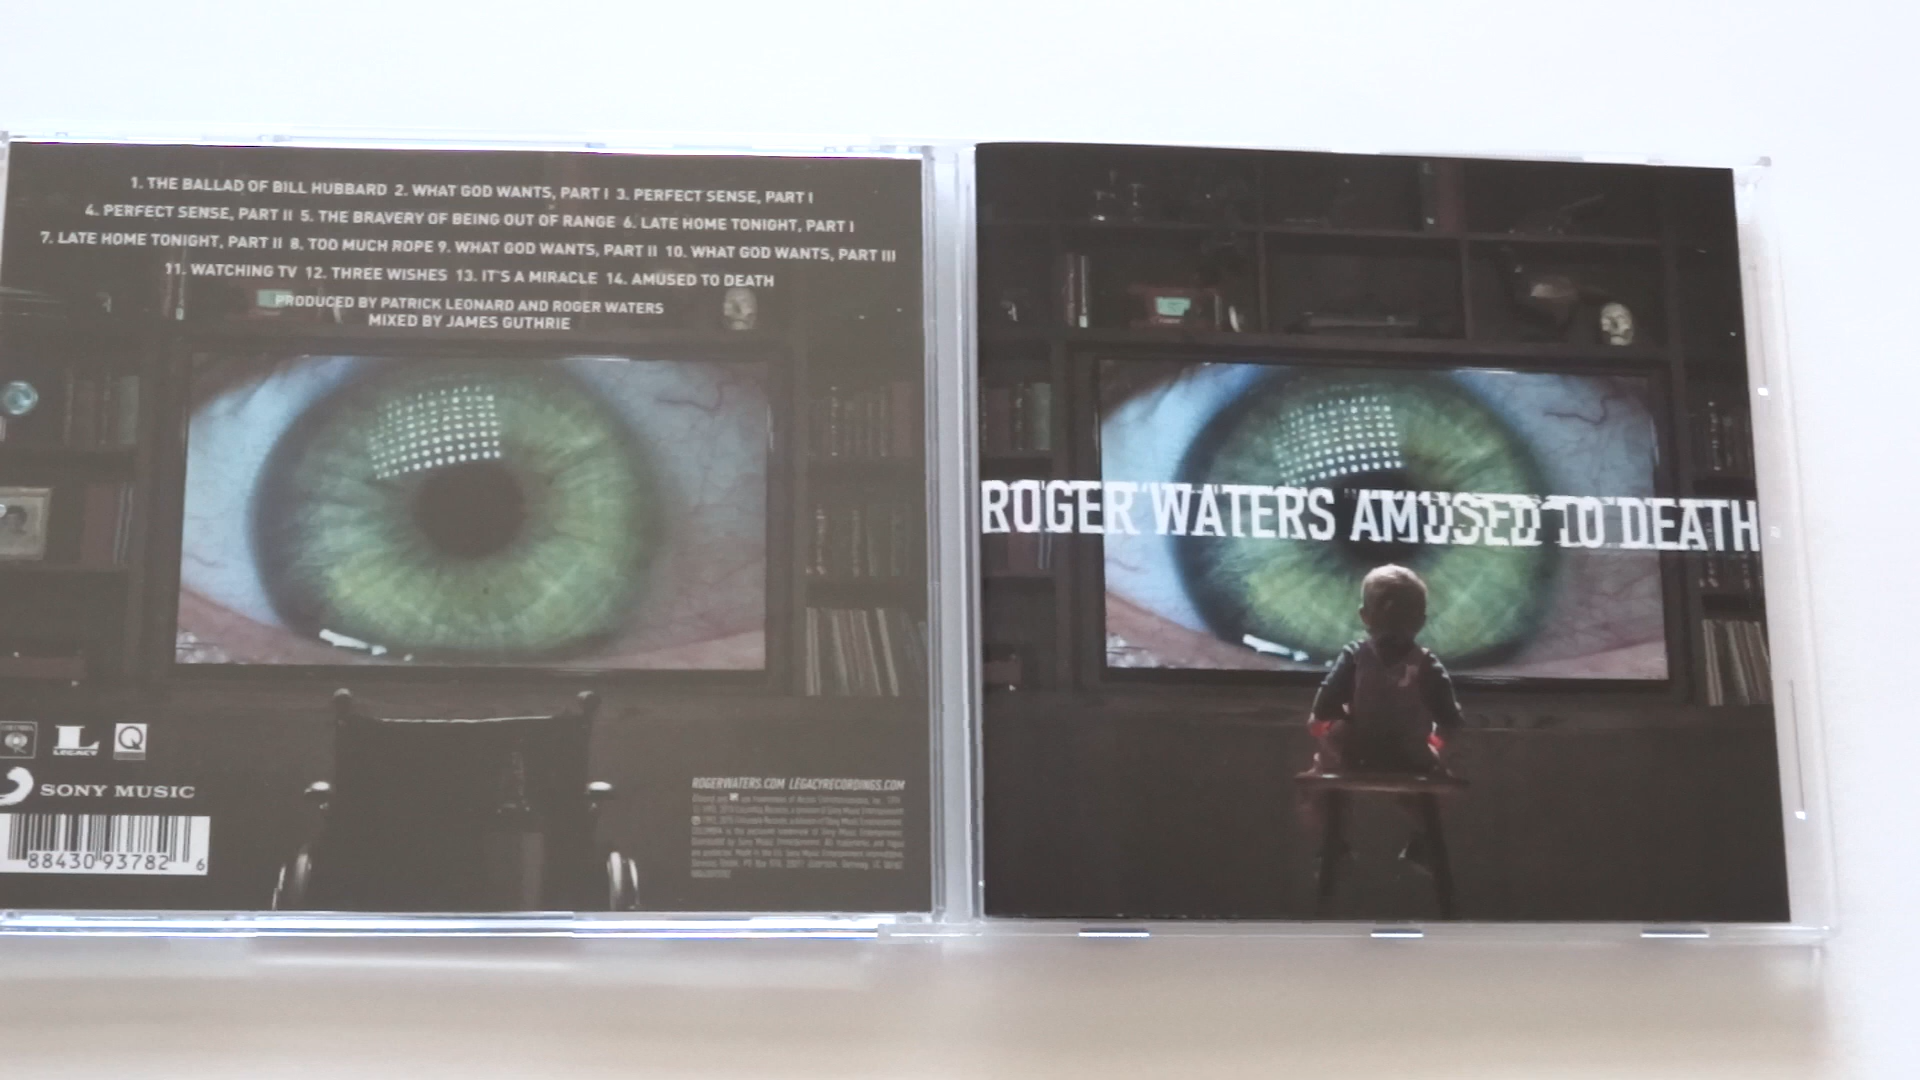 1. THE BALLAD OF BILL HUBBARD 2. WHAT GOD WANTS, PART I 3. PERFECT SENSE, PART I
4. PERFECT SENSE, PART II 5. THE BRAVERY OF BEING OUT OF RANGE 6. LATE HOME TONIGHT, PART I
7. LATE HOME TONIGHT, PART II 8. TOO MUCH ROPE 9. WHAT GOD WANTS, PART II 10. WHAT GOD WANTS, PART III
11. WATCHING TV 12. THREE WISHES 13. IT'S A MIRACLE 14. AMUSED TO DEATH
PRODUCED BY PATRICK LEONARD AND ROGER WATERS
MIXED BY JAMES GUTHRIE
COLUMBIA
L LEGACY
Q
SONY MUSIC
88430 93782 6
ROGERWATERS.COM LEGACYRECORDINGS.COM
ROGER WATERS AMUSED TO DEATH